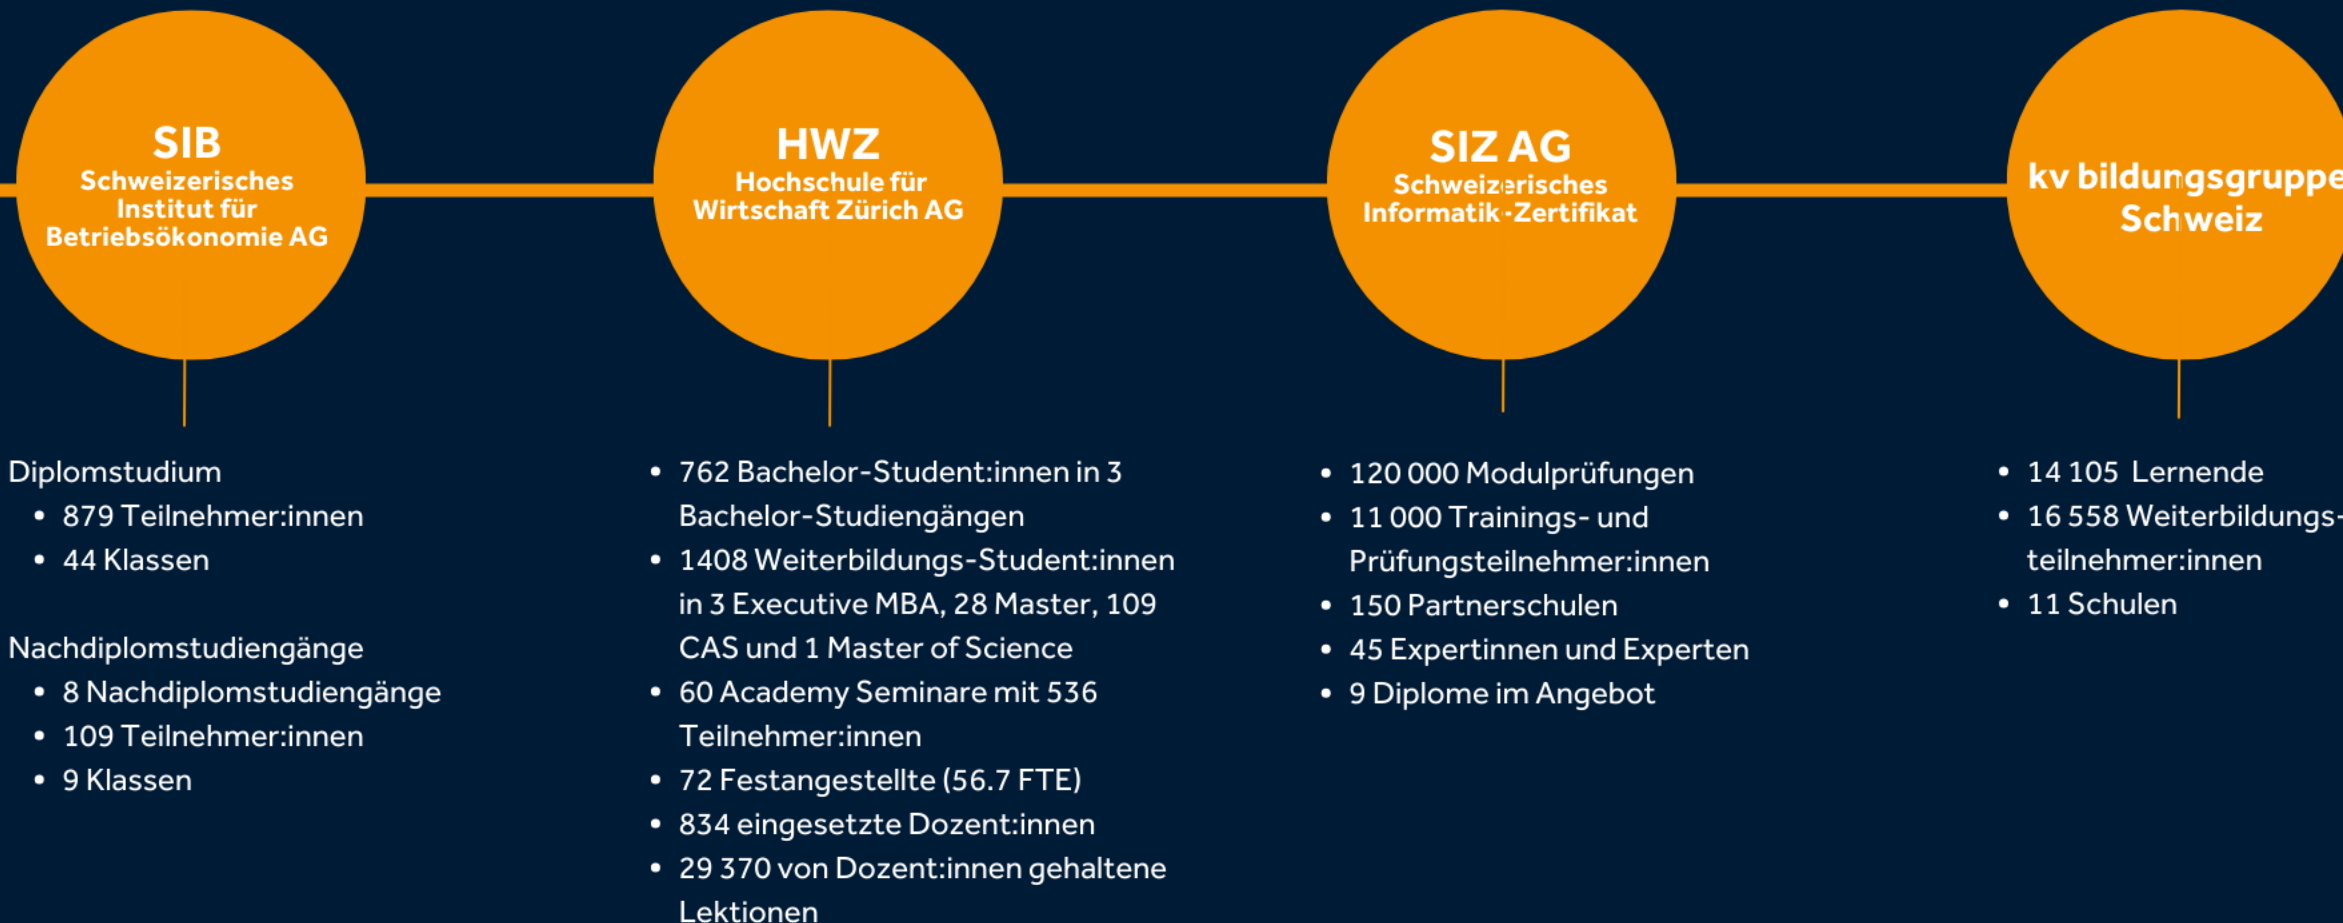 SIB
Schweizerisches
Institut für
Betriebsökonomie AG
Diplomstudium
• 879 Teilnehmer:innen
• 44 Klassen
Nachdiplomstudiengänge
• 8 Nachdiplomstudiengänge
• 109 Teilnehmer:innen
• 9 Klassen
HWZ
Hochschule für
Wirtschaft Zürich AG
• 762 Bachelor-Student:innen in 3
Bachelor-Studiengängen
• 1408 Weiterbildungs-Student:innen
in 3 Executive MBA, 28 Master, 109
CAS und 1 Master of Science
• 60 Academy Seminare mit 536
Teilnehmer:innen
• 72 Festangestellte (56.7 FTE)
• 834 eingesetzte Dozent:innen
• 29 370 von Dozent:innen gehaltene
Lektionen
SIZ AG
Schweizerisches
Informatik-Zertifikat
• 120 000 Modulprüfungen
• 11 000 Trainings- und
Prüfungsteilnehmer:innen
• 150 Partnerschulen
• 45 Expertinnen und Experten
• 9 Diplome im Angebot
kv bildungsgruppe
Schweiz
• 14 105 Lernende
• 16 558 Weiterbildungs-
teilnehmer:innen
• 11 Schulen